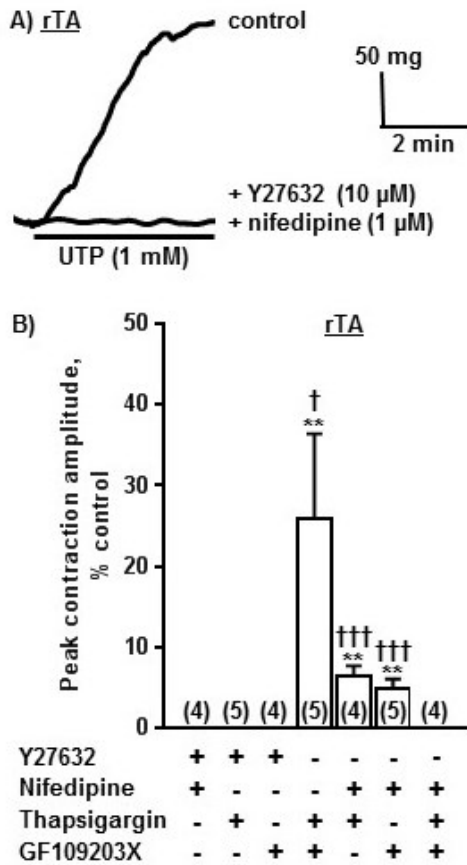 A) rTA
control
50 mg
2 min
+ Y27632 (10 µM)
+ nifedipine (1 µM)
UTP (1 mM)
B)
rTA
Peak contraction amplitude,
% control
50
40
30
20
10
0
†
**
†††
**
†††
**
(4) (5) (4) (5) (4) (5) (4)
Y27632 + + + - - - -
Nifedipine + - - - + + +
Thapsigargin - + - + + - +
GF109203X - - + + - + +